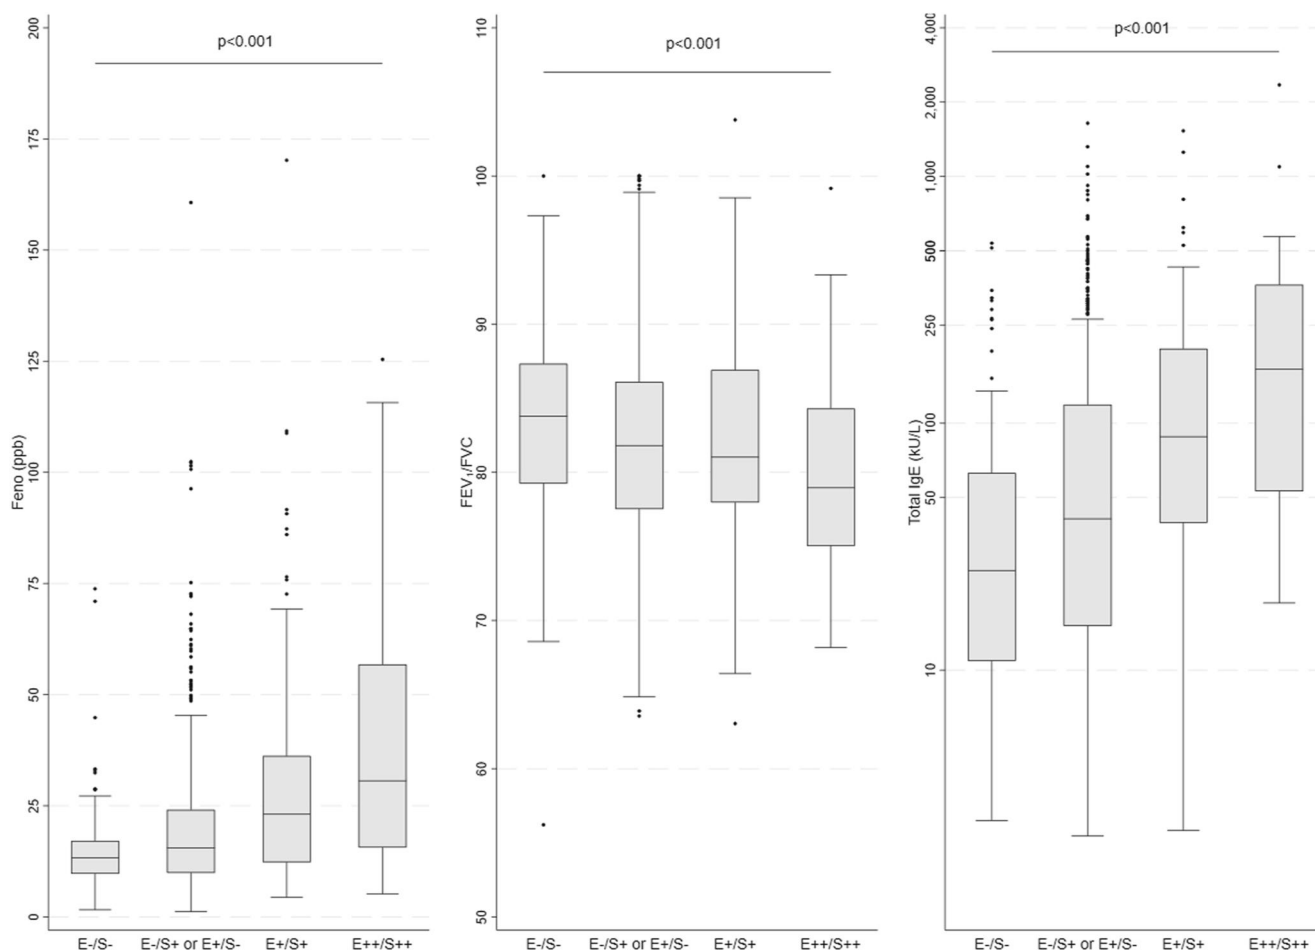 p<0.001
Feno (ppb)
200
175
150
125
100
75
50
25
0
E-/S-
E-/S+ or E+/S-
E+/S+
E++/S++
p<0.001
FEV₁/FVC
110
100
90
80
70
60
50
E-/S-
E-/S+ or E+/S-
E+/S+
E++/S++
p<0.001
Total IgE (kU/L)
4,000
2,000
1,000
500
250
100
50
10
E-/S-
E-/S+ or E+/S-
E+/S+
E++/S++